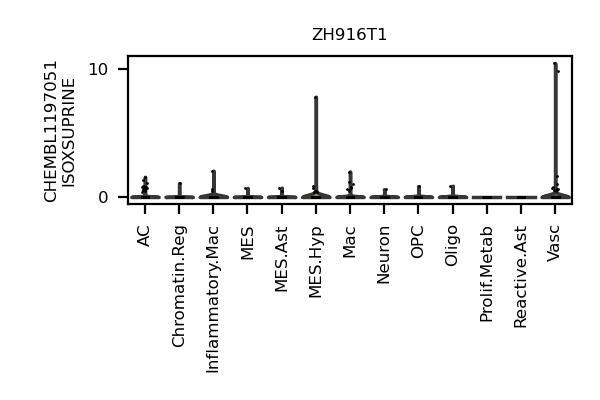 ZH916T1
CHEMBL1197051
ISOXSUPRINE
10
0
AC
Chromatin.Reg
Inflammatory.Mac
MES
MES.Ast
MES.Hyp
Mac
Neuron
OPC
Oligo
Prolif.Metab
Reactive.Ast
Vasc